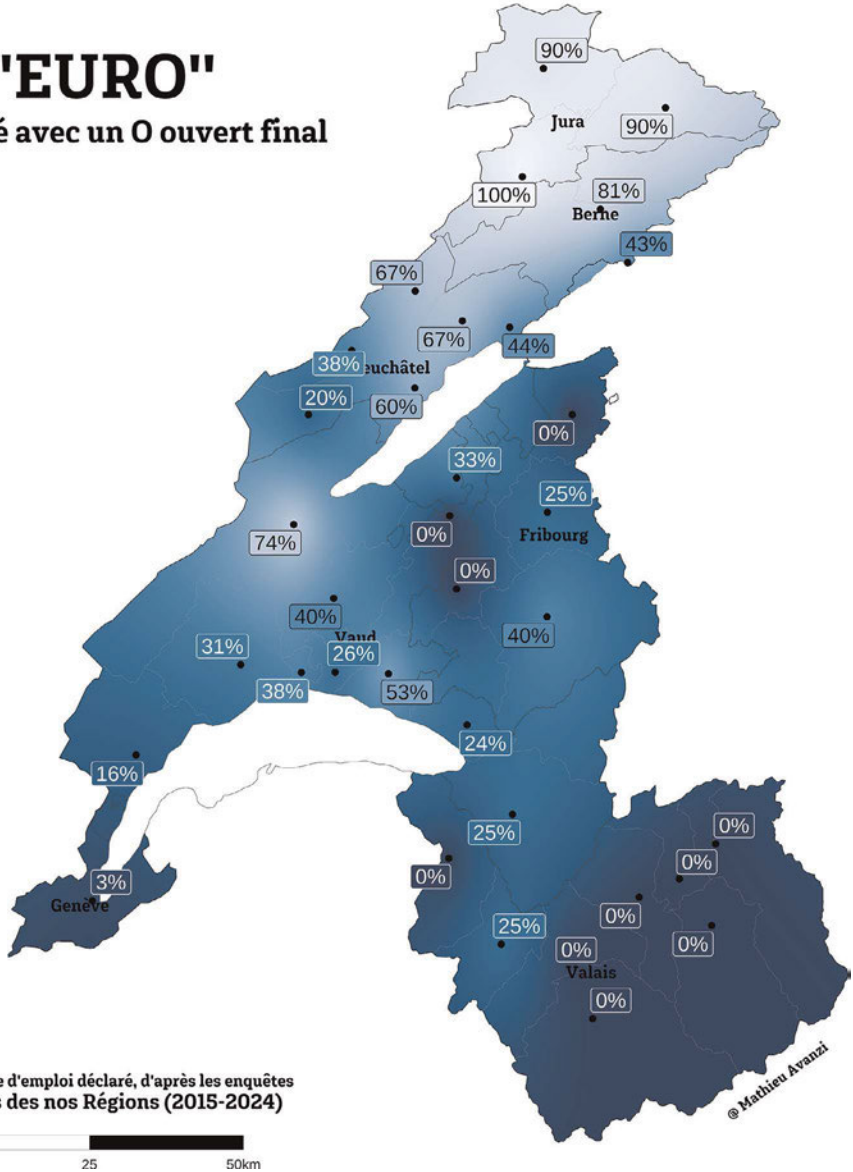 "EURO"
avec un O ouvert final
90%
Jura
90%
100%
81%
Berne
43%
67%
67%
44%
38%
euchâtel
20%
60%
0%
33%
25%
0%
Fribourg
74%
0%
40%
40%
Vaud
31%
26%
38%
53%
24%
16%
25%
0%
0%
0%
3%
Genève
0%
25%
0%
0%
Valais
0%
d'emploi déclaré, d'après les enquêtes
des nos Régions (2015-2024)
@ Mathieu Avanzi
25
50km